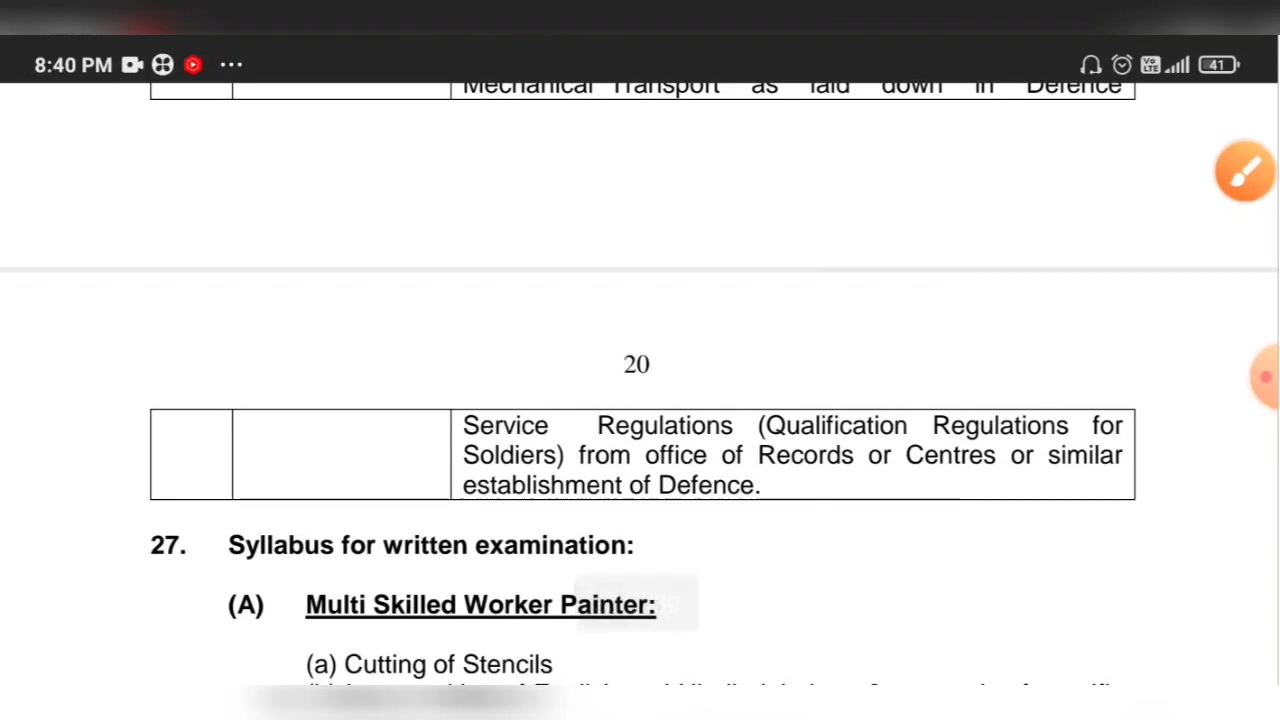 8:40 PM
41
Mechanical Transport as laid down in Defence
20
Service Regulations (Qualification Regulations for
Soldiers) from office of Records or Centres or similar
establishment of Defence.
27. Syllabus for written examination:
(A) Multi Skilled Worker Painter:
(a) Cutting of Stencils